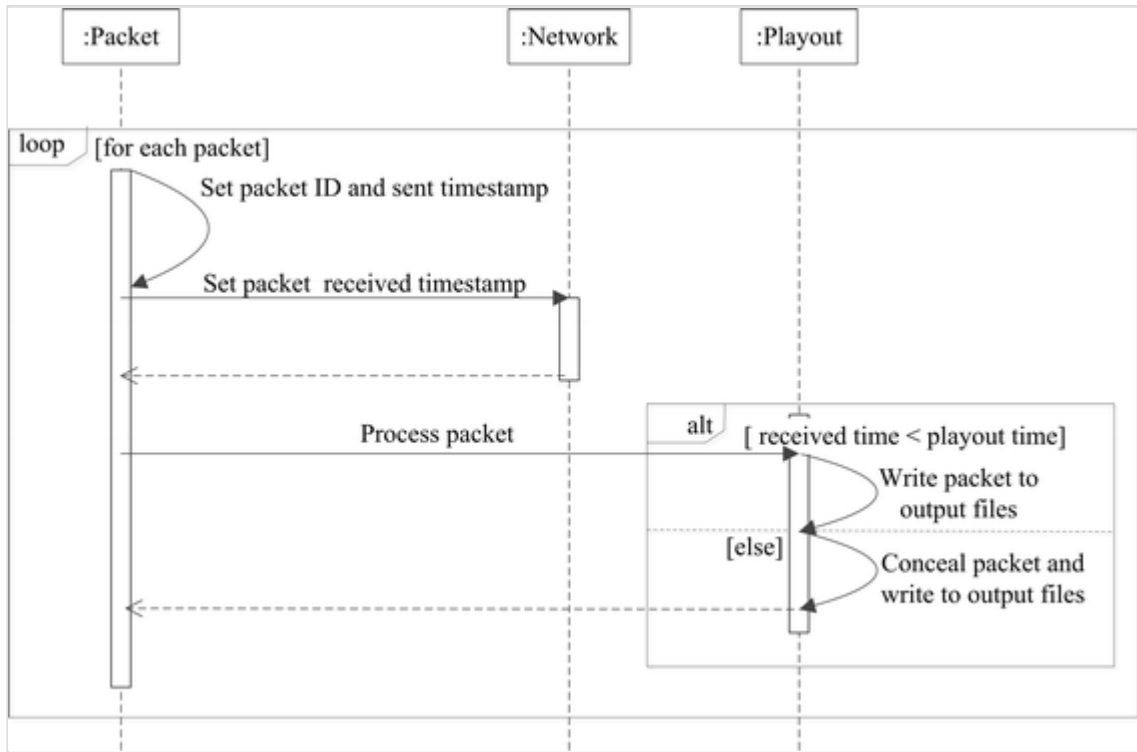 :Packet
:Network
:Playout
loop
[for each packet]
Set packet ID and sent timestamp
Set packet received timestamp
alt
[ received time < playout time]
Process packet
Write packet to
output files
[else]
Conceal packet and
write to output files